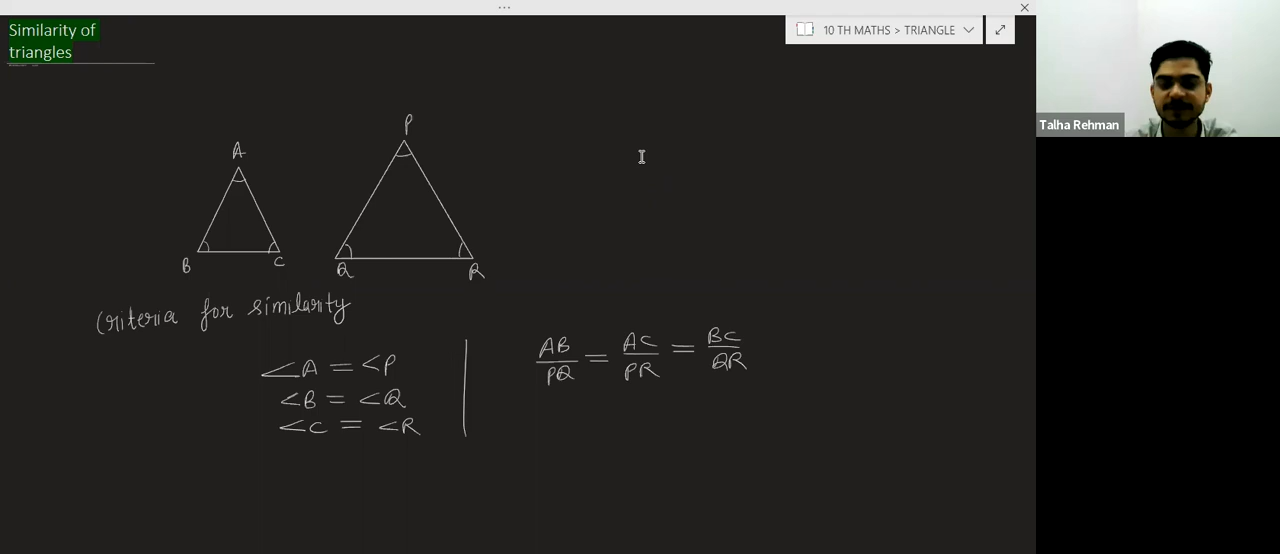 Similarity of
triangles
10 TH MATHS > TRIANGLE
Talha Rehman
P
A
B
C
Q
R
Criteria for similarity
∠A = ∠P
∠B = ∠Q
∠C = ∠R
AB/PQ = AC/PR = BC/QR